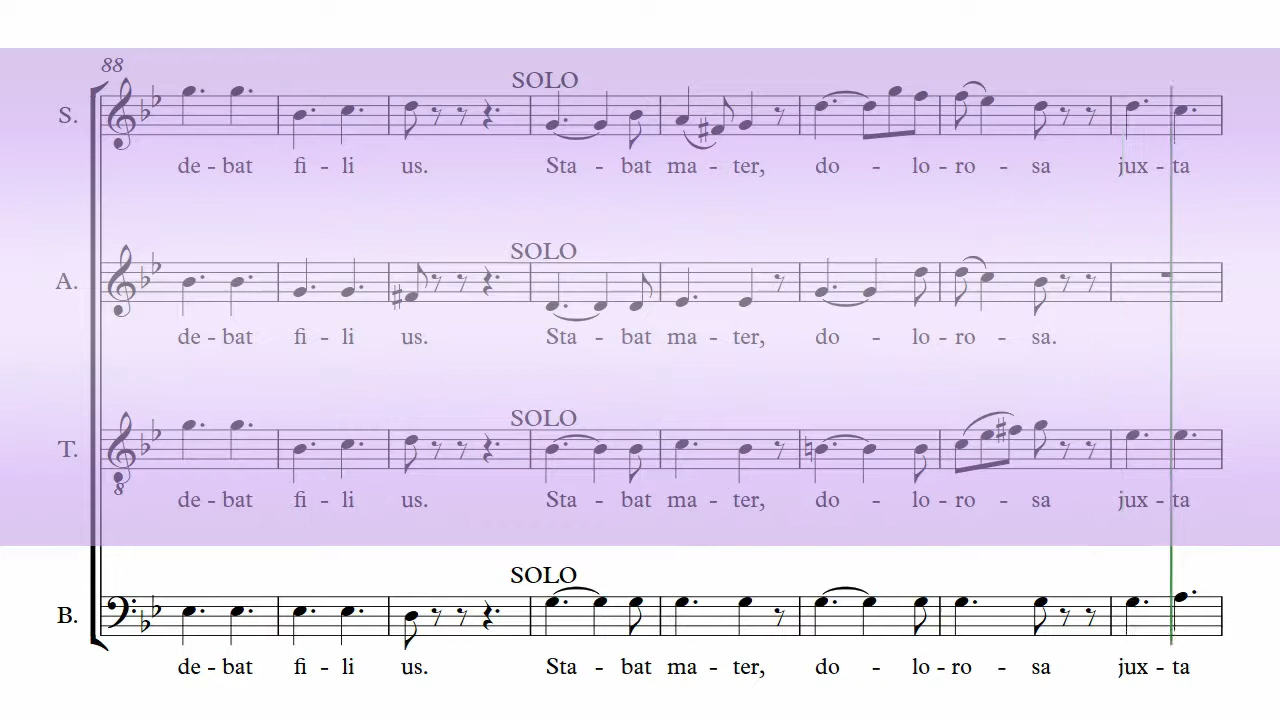 88
SOLO
S.
de - bat fi - li us. Sta - bat ma - ter, do - lo - ro - sa jux - ta
SOLO
A.
de - bat fi - li us. Sta - bat ma - ter, do - lo - ro - sa.
SOLO
T.
8
de - bat fi - li us. Sta - bat ma - ter, do - lo - ro - sa jux - ta
SOLO
B.
de - bat fi - li us. Sta - bat ma - ter, do - lo - ro - sa jux - ta